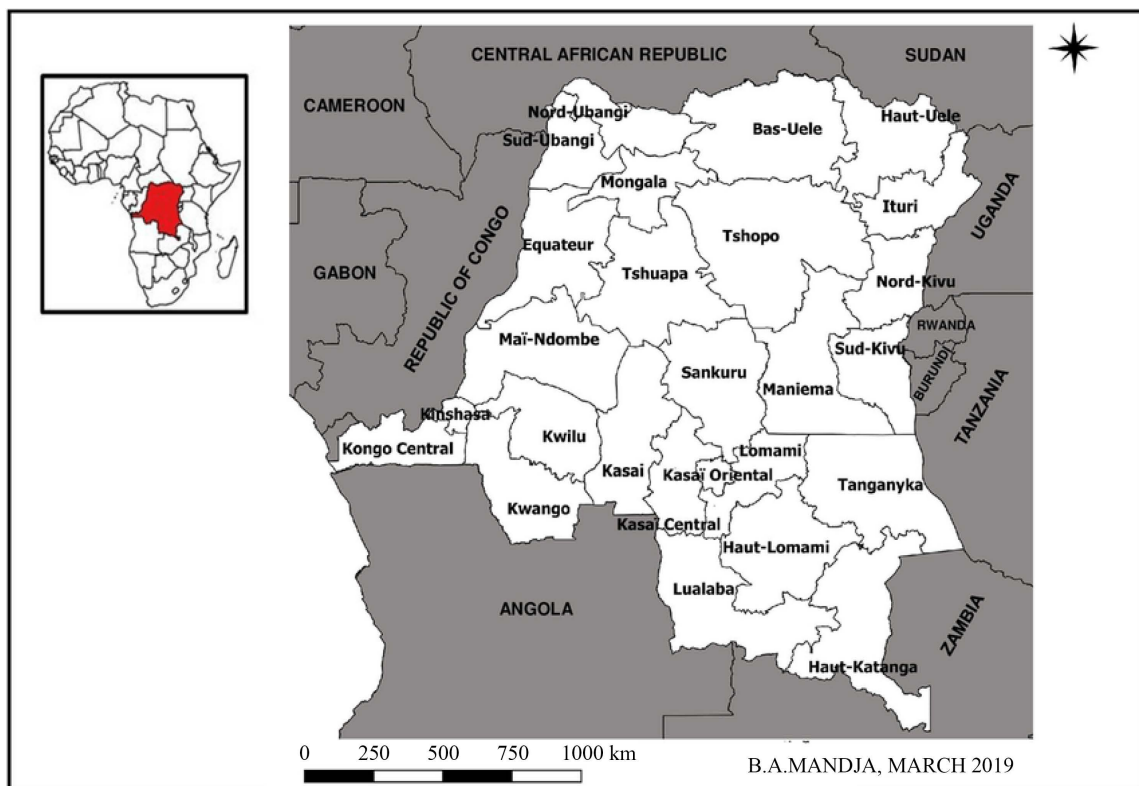 CENTRAL AFRICAN REPUBLIC
SUDAN
CAMEROON
Nord-Ubangi
Haut-Uele
Bas-Uele
Sud-Ubangi
Mongala
UGANDA
Ituri
REPUBLIC OF CONGO
Equateur
Tshopo
GABON
Tshuapa
Nord-Kivu
RWANDA
Maï-Ndombe
Sud-Kivu
BURUNDI
Sankuru
Maniema
TANZANIA
Kinshasa
Kwilu
Kongo Central
Lomami
Kasai
Kasaï Oriental
Tanganyka
Kwango
Kasaï Central
Haut-Lomami
Lualaba
ANGOLA
ZAMBIA
Haut-Katanga
0 250 500 750 1000 km
B.A.MANDJA, MARCH 2019